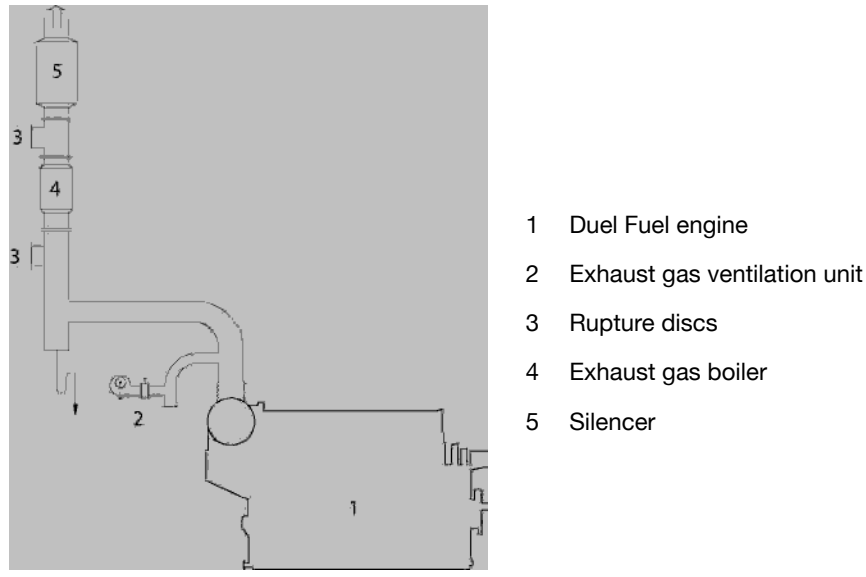 5
3
4
3
2
1
1 Duel Fuel engine
2 Exhaust gas ventilation unit
3 Rupture discs
4 Exhaust gas boiler
5 Silencer